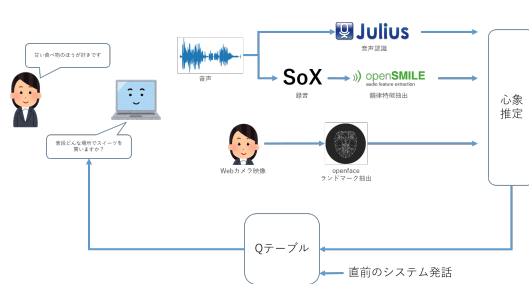 甘い食べ物のほうが好きです
普段どんな場所でスイーツを
買いますか？
音声
Julius
音声認識
SoX
録音
openSMILE
audio feature extraction
韻律特徴抽出
Webカメラ映像
openface
ランドマーク抽出
心象
推定
Qテーブル
直前のシステム発話